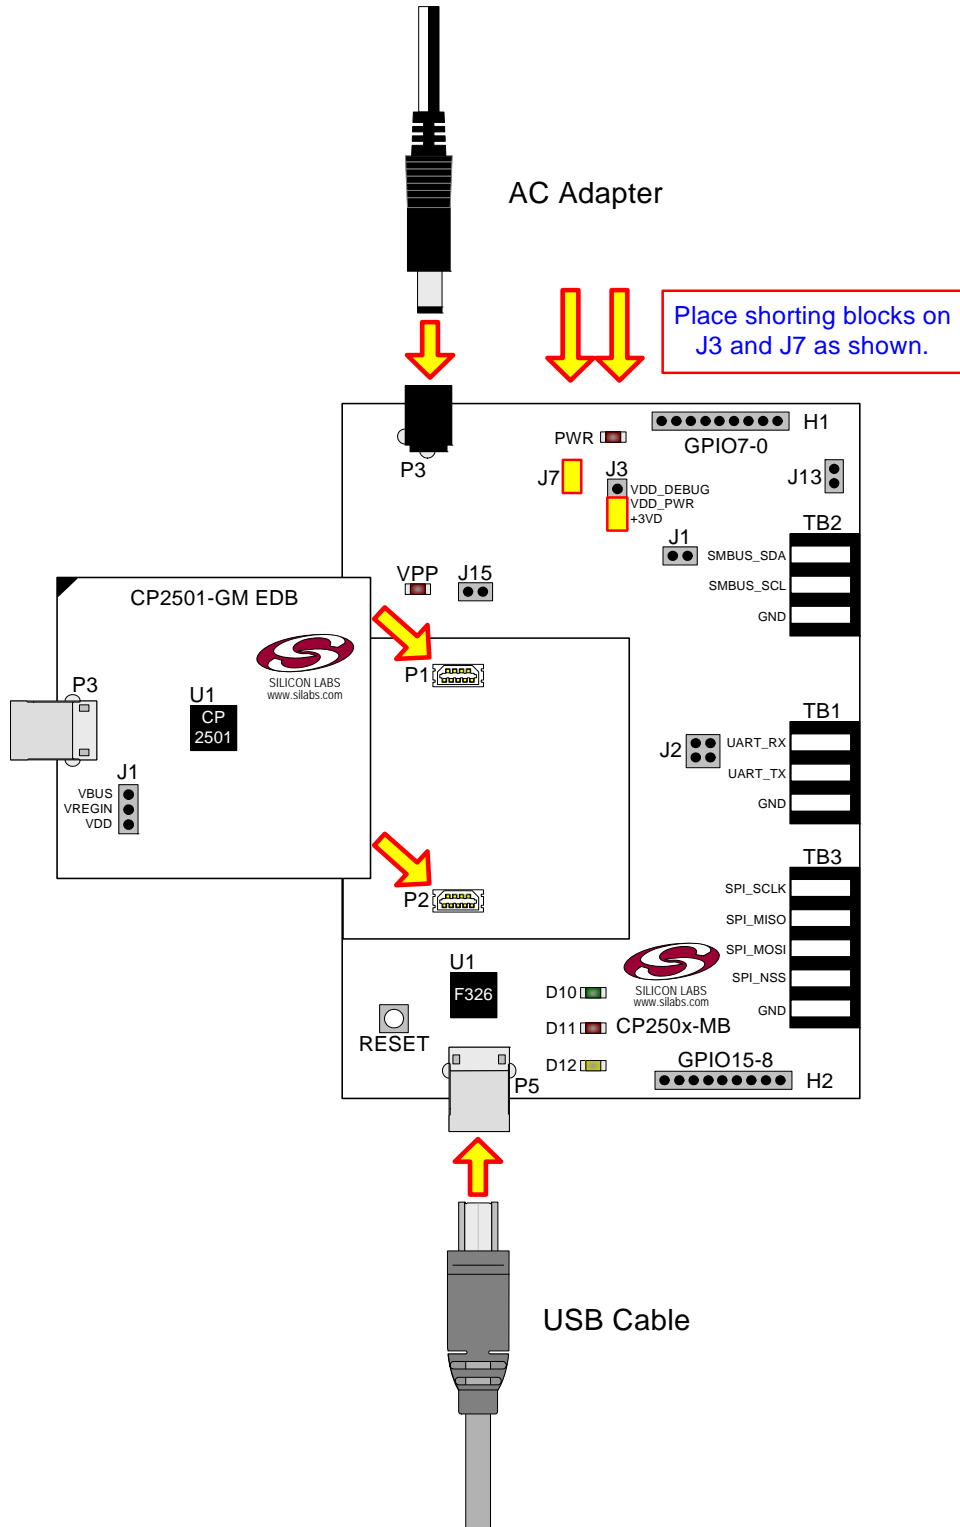 AC Adapter
Place shorting blocks on
J3 and J7 as shown.
P3
PWR
H1
GPIO7-0
J7
J3
VDD_DEBUG
VDD_PWR
+3VD
J13
J1
TB2
SMBUS_SDA
SMBUS_SCL
GND
VPP
J15
CP2501-GM EDB
SILICON LABS
www.silabs.com
P1
P3
U1
CP
2501
J1
VBUS
VREGIN
VDD
TB1
J2
UART_RX
UART_TX
GND
P2
TB3
SPI_SCLK
SPI_MISO
SPI_MOSI
SPI_NSS
GND
U1
F326
SILICON LABS
www.silabs.com
D10
D11
CP250x-MB
D12
RESET
GPIO15-8
H2
P5
USB Cable